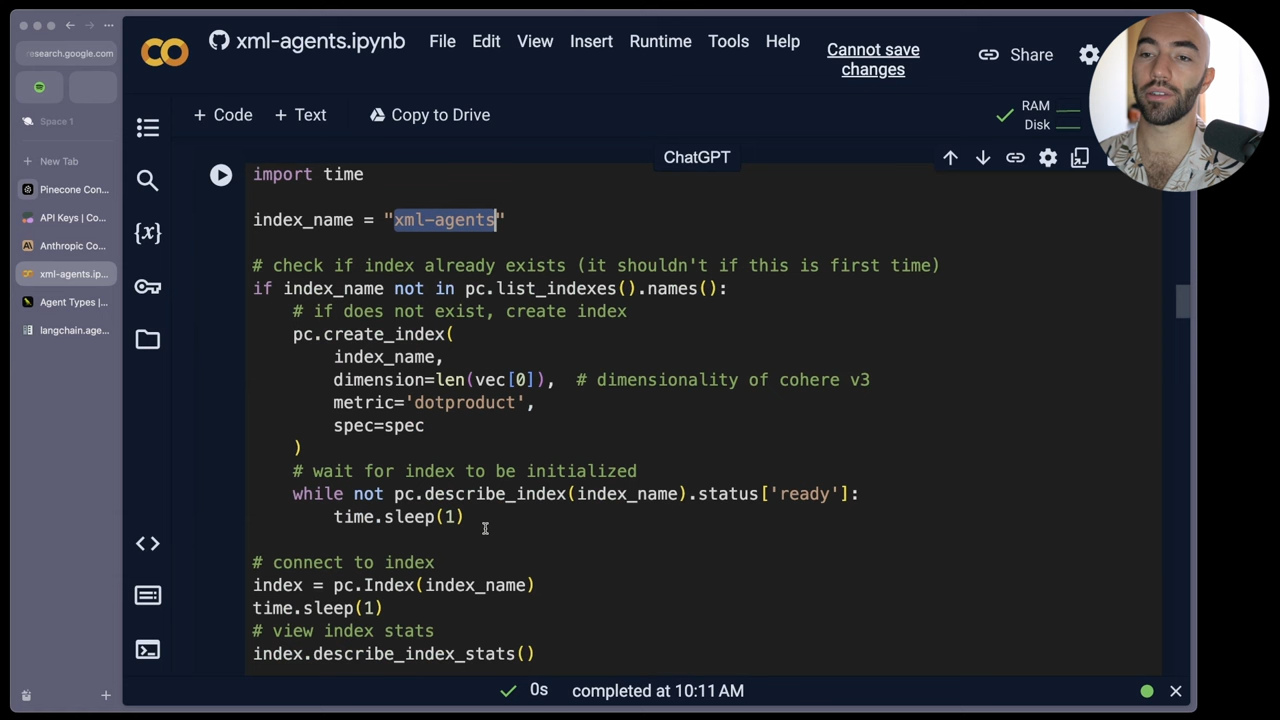 research.google.com
Space 1
New Tab
Pinecone Con...
API Keys | Co...
Anthropic Co...
xml-agents.ip...
Agent Types |...
langchain.age...
xml-agents.ipynb
File Edit View Insert Runtime Tools Help
Cannot save
changes
Share
+ Code + Text Copy to Drive
RAM
Disk
ChatGPT
import time
index_name = "xml-agents"
# check if index already exists (it shouldn't if this is first time)
if index_name not in pc.list_indexes().names():
# if does not exist, create index
pc.create_index(
index_name,
dimension=len(vec[0]),  # dimensionality of cohere v3
metric='dotproduct',
spec=spec
)
# wait for index to be initialized
while not pc.describe_index(index_name).status['ready']:
time.sleep(1)
# connect to index
index = pc.Index(index_name)
time.sleep(1)
# view index stats
index.describe_index_stats()
0s completed at 10:11 AM